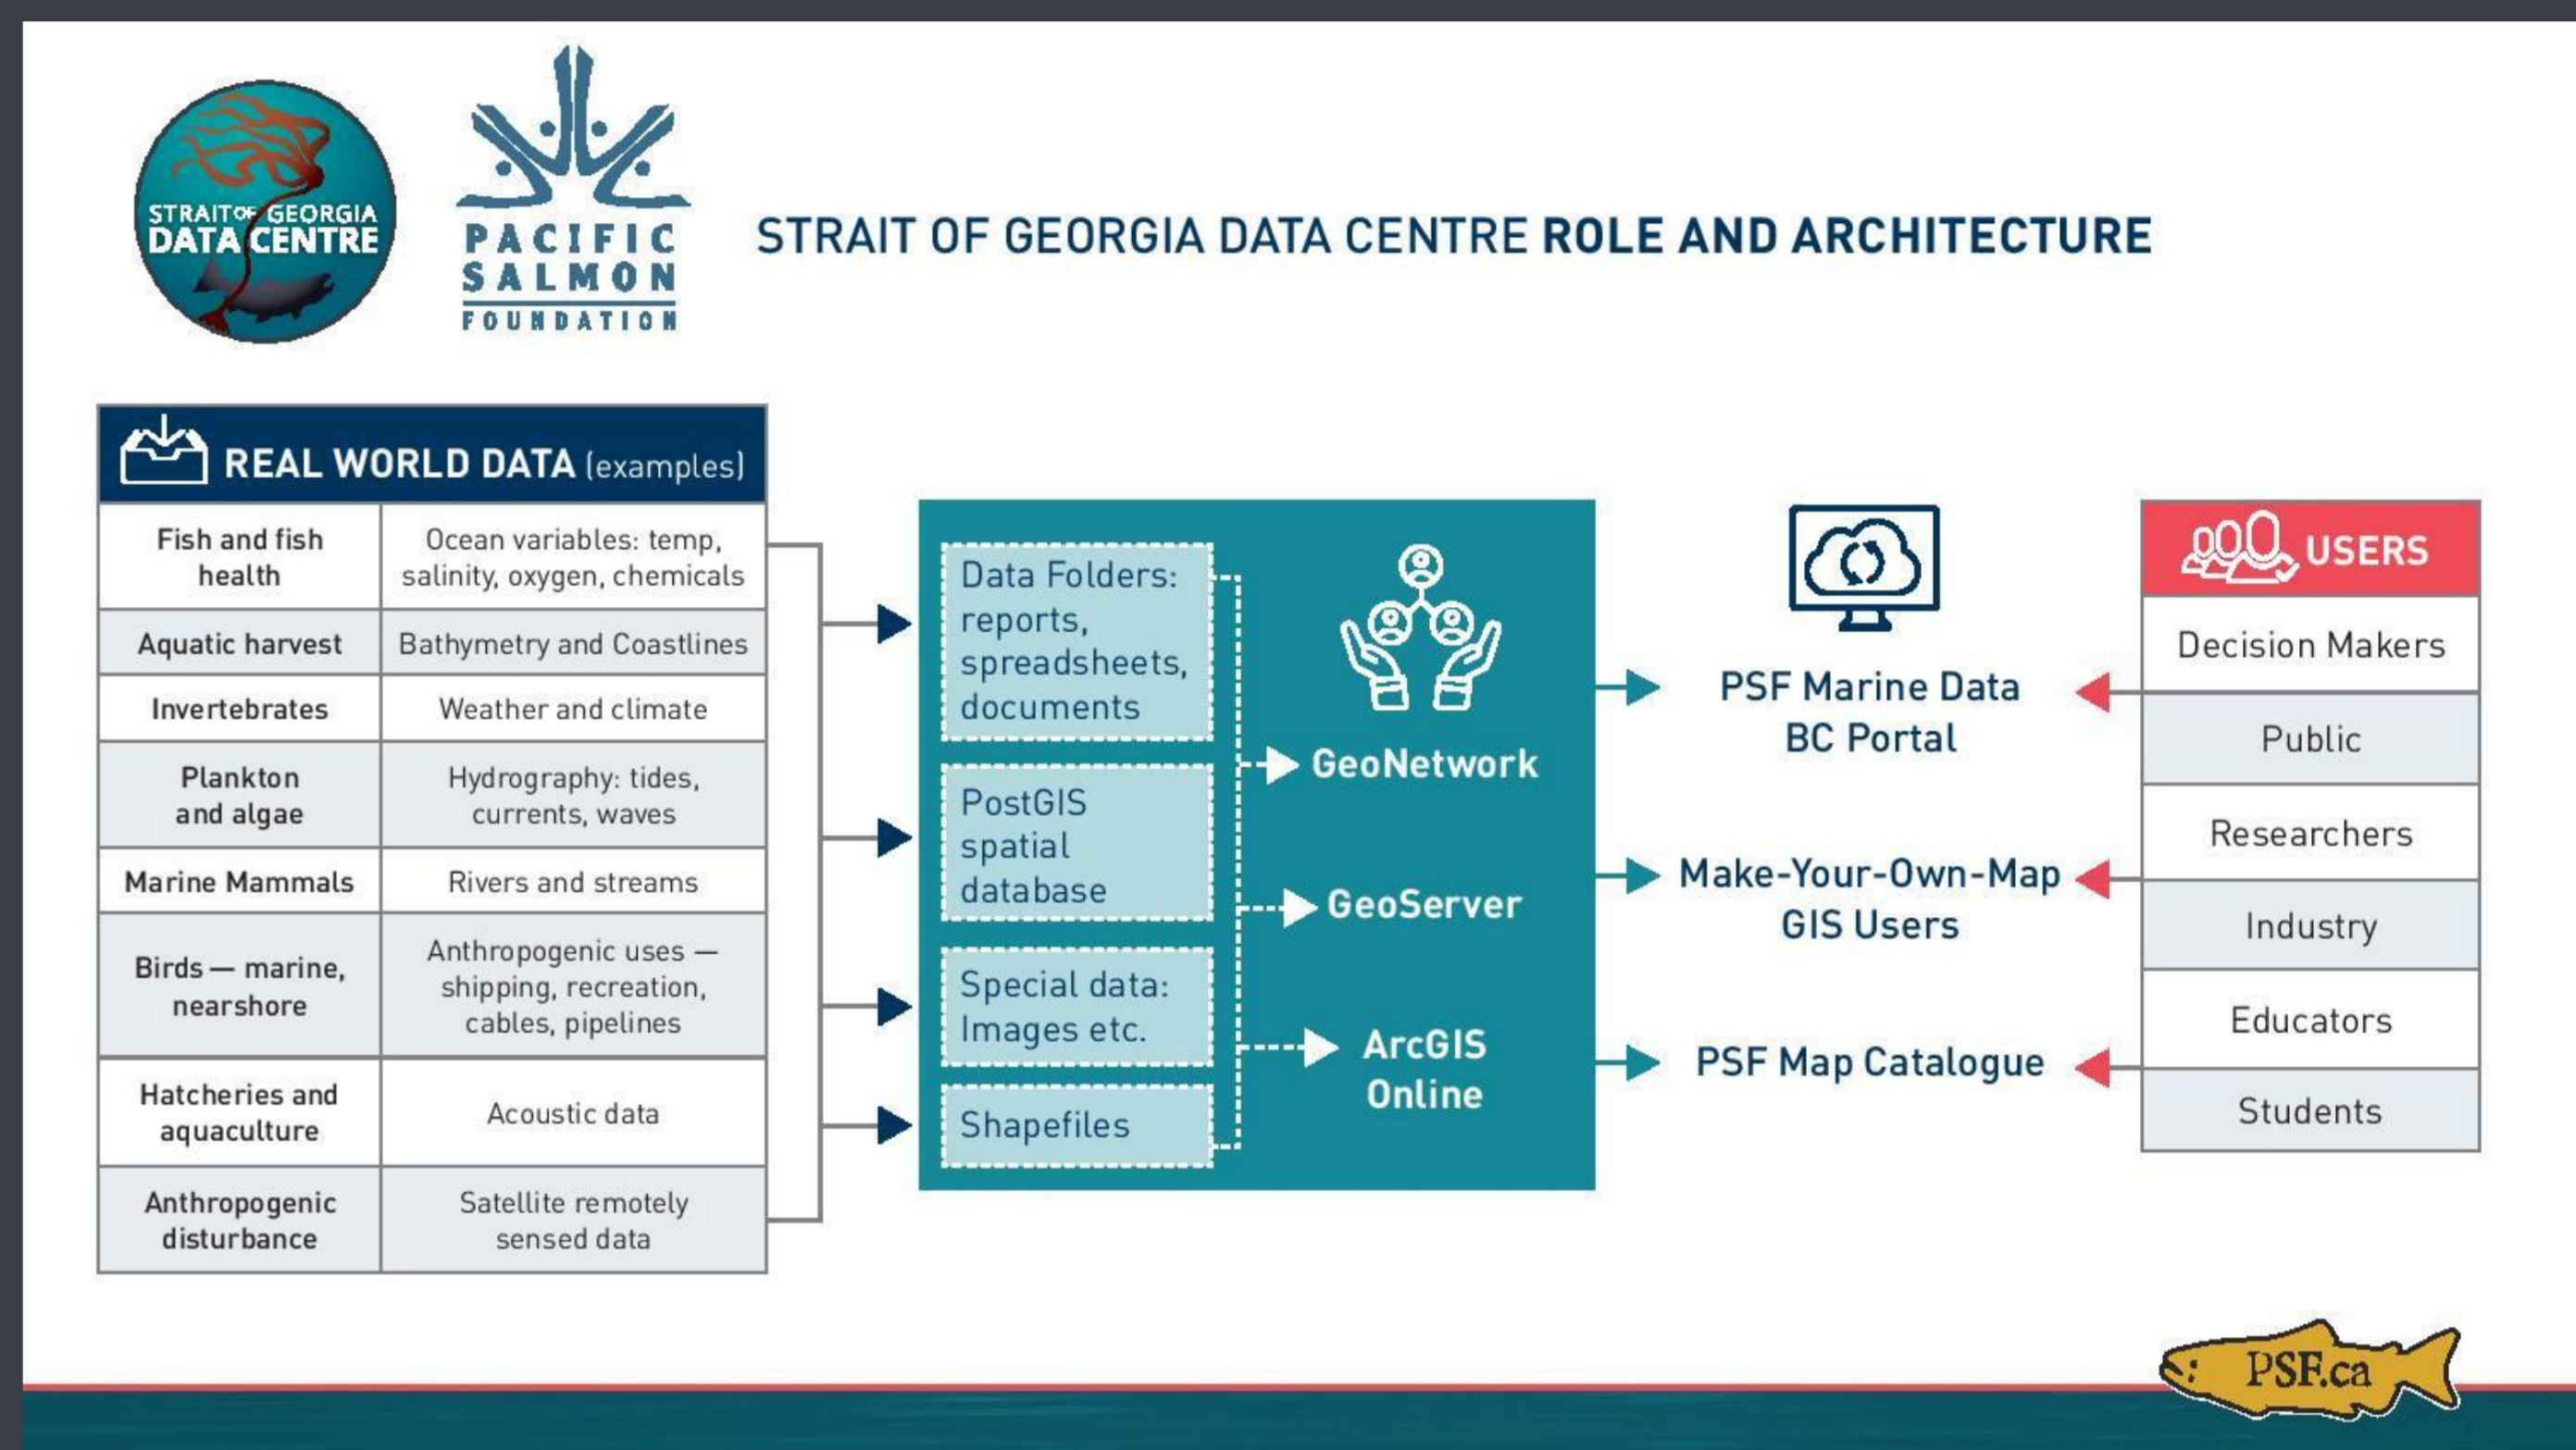 STRAIT OF GEORGIA
DATA CENTRE
PACIFIC
SALMON
FOUNDATION
STRAIT OF GEORGIA DATA CENTRE ROLE AND ARCHITECTURE
REAL WORLD DATA (examples)
Fish and fish
health
Ocean variables: temp,
salinity, oxygen, chemicals
Aquatic harvest
Bathymetry and Coastlines
Invertebrates
Weather and climate
Plankton
and algae
Hydrography: tides,
currents, waves
Marine Mammals
Rivers and streams
Birds — marine,
nearshore
Anthropogenic uses —
shipping, recreation,
cables, pipelines
Hatcheries and
aquaculture
Acoustic data
Anthropogenic
disturbance
Satellite remotely
sensed data
Data Folders:
reports,
spreadsheets,
documents
PostGIS
spatial
database
Special data:
Images etc.
Shapefiles
GeoNetwork
GeoServer
ArcGIS
Online
PSF Marine Data
BC Portal
Make-Your-Own-Map
GIS Users
PSF Map Catalogue
USERS
Decision Makers
Public
Researchers
Industry
Educators
Students
PSF.ca